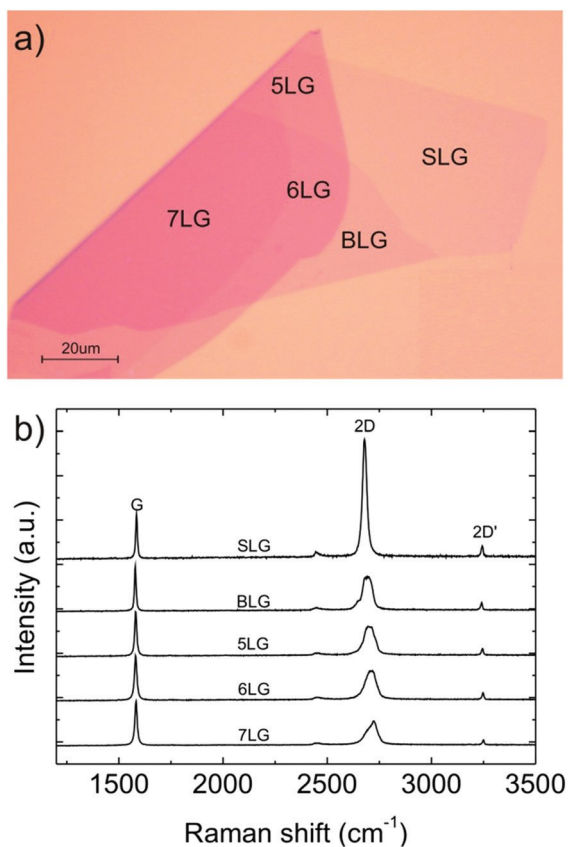 a)
5LG
SLG
6LG
7LG
BLG
20um
b)
2D
G
2D'
SLG
BLG
5LG
6LG
7LG
Intensity (a.u.)
1500 2000 2500 3000 3500
Raman shift (cm⁻¹)